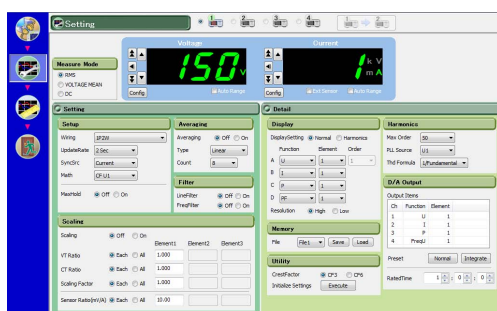 Setting
1 2 3 4 1 2
Measure Mode
RMS
VOLTAGE MEAN
DC
Voltage
150 V
Config
Auto Range
Current
1 k V
m A
Config
Ext Sensor Auto Range
Setting
Setup
Wiring 1P2W
UpdateRate 2 Sec
SyncSrc Current
Math CF U1
MaxHold Off On
Averaging
Averaging Off On
Type Linear
Count 8
Filter
LineFilter Off On
FreqFilter Off On
Scaling
Scaling Off On
Element1 Element2 Element3
VT Ratio Each All 1.000
CT Ratio Each All 1.000
Scaling Factor Each All 1.000
Sensor Ratio(mV/A) Each All 10.00
Detail
Display
DisplaySetting Normal Harmonics
Function Element Order
A U 1 1
B I 1
C P 1
D PF 1
Resolution High Low
Memory
File File1 Save Load
Utility
CrestFactor CF3 CF6
Initialize Settings Execute
Harmonics
Max Order 50
PLL Source U1
Thd Formula 1/Fundamental
D/A Output
Output Items
Ch Function Element
1 U 1
2 I 1
3 P 1
4 FreqU 1
Preset Normal Integrate
RatedTime 1 : 0 : 0